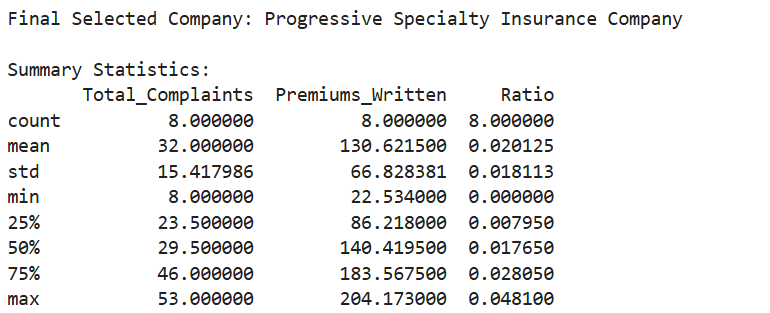 Final Selected Company: Progressive Specialty Insurance Company
Summary Statistics:
Total_Complaints Premiums_Written Ratio
count 8.000000 8.000000 8.000000
mean 32.000000 130.621500 0.020125
std 15.417986 66.828381 0.018113
min 8.000000 22.534000 0.000000
25% 23.500000 86.218000 0.007950
50% 29.500000 140.419500 0.017650
75% 46.000000 183.567500 0.028050
max 53.000000 204.173000 0.048100